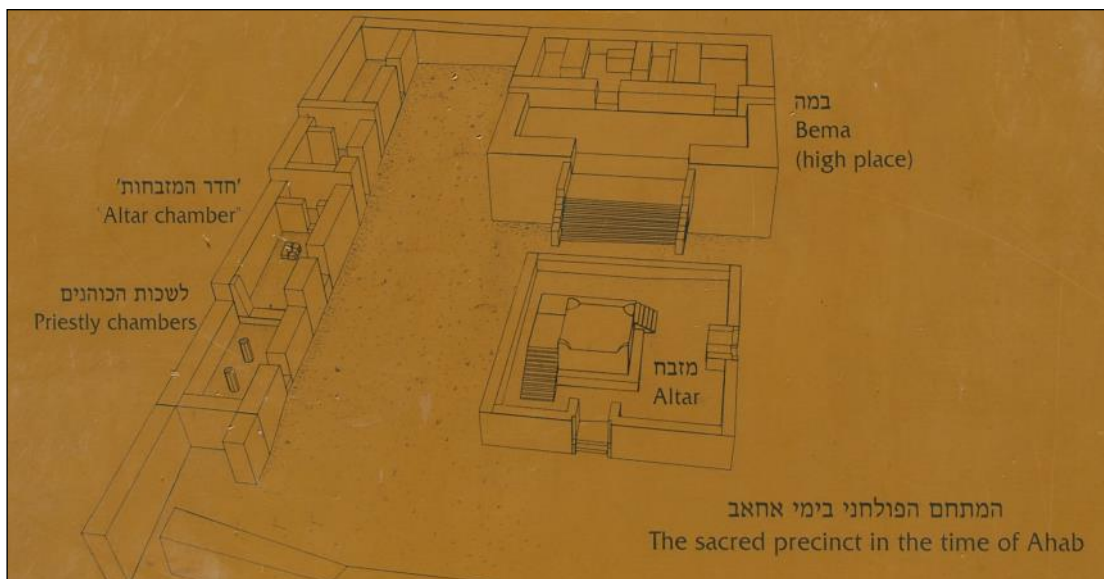 במה
Bema
(high place)
'חדר המזבחות'
'Altar chamber'
לשכות הכוהנים
Priestly chambers
מזבח
Altar
המתחם הפולחני בימי אחאב
The sacred precinct in the time of Ahab